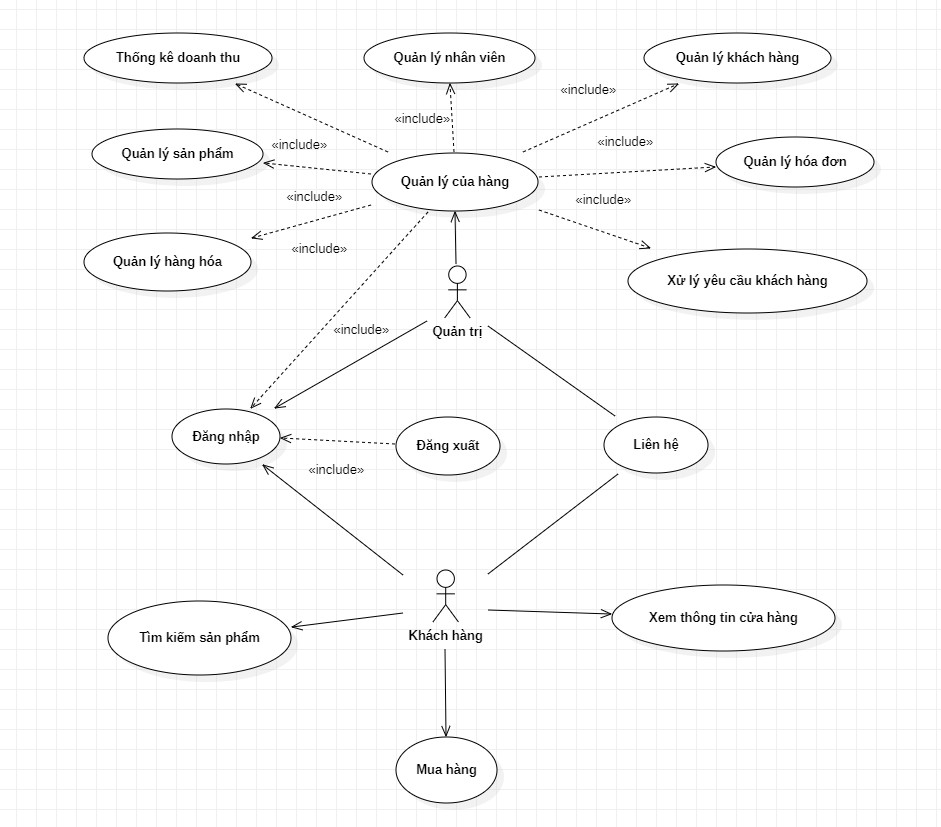 Thống kê doanh thu
Quản lý nhân viên
Quản lý khách hàng
«include»
«include»
«include»
«include»
Quản lý sản phẩm
Quản lý hóa đơn
Quản lý của hàng
«include»
«include»
«include»
Quản lý hàng hóa
Xử lý yêu cầu khách hàng
«include»
Quản trị
Đăng nhập
Đăng xuất
Liên hệ
«include»
Xem thông tin cửa hàng
Tìm kiếm sản phẩm
Khách hàng
Mua hàng